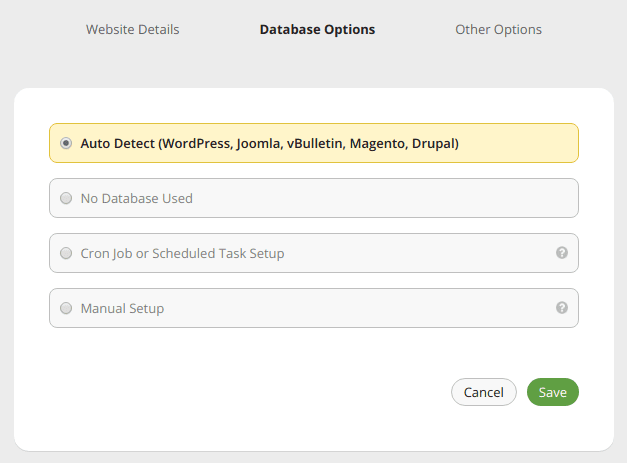 Website Details Database Options Other Options
Auto Detect (WordPress, Joomla, vBulletin, Magento, Drupal)
No Database Used
Cron Job or Scheduled Task Setup ?
Manual Setup ?
Cancel Save